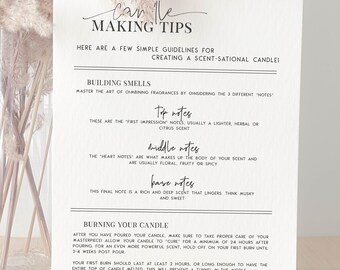 candle
MAKING TIPS
HERE ARE A FEW SIMPLE GUIDELINES FOR
CREATING A SCENT-SATIONAL CANDLE!
BUILDING SMELLS
MASTER THE ART OF COMBINING FRAGRANCES BY CONSIDERING THE 3 DIFFERENT "NOTES"
top notes
THESE ARE THE "FIRST IMPRESSION" NOTES, USUALLY A LIGHTER, HERBAL OR
CITRUS SCENT
middle notes
THE "HEART NOTES" ARE WHAT MAKES UP THE BODY OF YOUR SCENT AND
ARE USUALLY FLORAL, FRUITY OR SPICY
base notes
THIS FINAL NOTE IS A RICH AND DEEP SCENT THAT LINGERS. THINK MUSKY
AND SWEET
BURNING YOUR CANDLE
AFTER YOU HAVE POURED YOUR CANDLE, MAKE SURE TO TAKE PROPER CARE OF YOUR
MASTERPIECE! ALLOW YOUR CANDLE TO "CURE" FOR A MINIMUM OF 24 HOURS AFTER
POURING, FOR AN EVEN MORE POWERFUL SCENT, HOLD OFF ON YOUR FIRST BURN UNTIL
2-4 WEEKS POST POUR.
YOUR FIRST BURN SHOULD LAST AT LEAST 2 HOURS, OR LONG ENOUGH TO HAVE
THE ENTIRE TOP OF CANDLE MELTED. THIS WILL PREVENT A TUNNEL IN THE MIDDLE